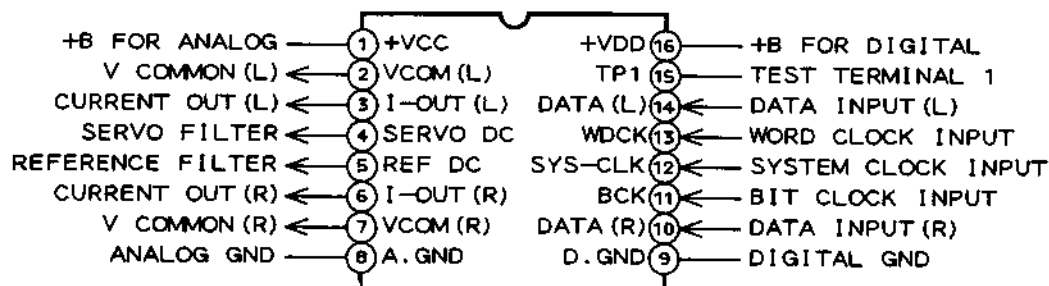 +B FOR ANALOG 1 +VCC +VDD 16 +B FOR DIGITAL
V COMMON(L) 2 VCOM(L) TP1 15 TEST TERMINAL 1
CURRENT OUT(L) 3 I-OUT(L) DATA(L) 14 DATA INPUT(L)
SERVO FILTER 4 SERVO DC WDCK 13 WORD CLOCK INPUT
REFERENCE FILTER 5 REF DC SYS-CLK 12 SYSTEM CLOCK INPUT
CURRENT OUT(R) 6 I-OUT(R) BCK 11 BIT CLOCK INPUT
V COMMON(R) 7 VCOM(R) DATA(R) 10 DATA INPUT(R)
ANALOG GND 8 A.GND D.GND 9 DIGITAL GND